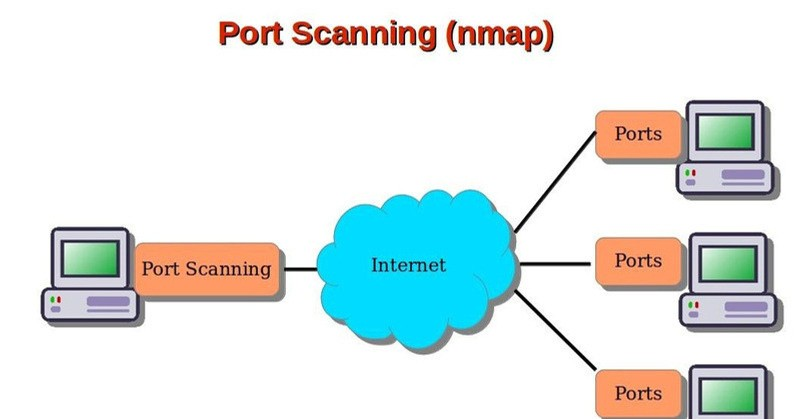 Port Scanning (nmap)
Ports
Port Scanning
Internet
Ports
Ports